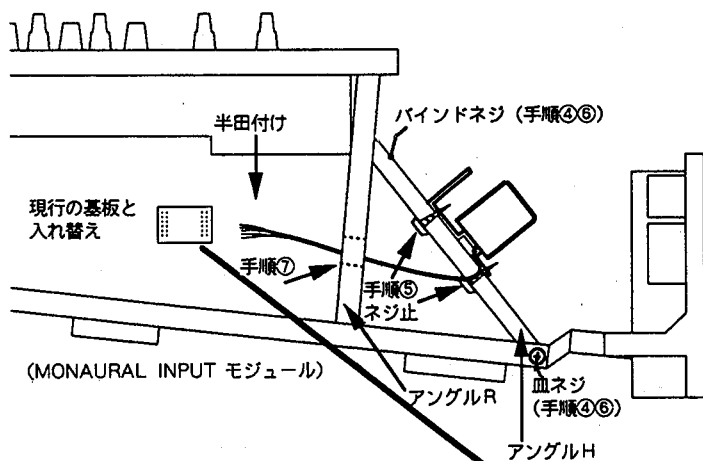 バインドネジ (手順④⑥)
半田付け
現行の基板と
入れ替え
手順⑦
手順⑤
ネジ止
(MONAURAL INPUT モジュール)
アングルR
皿ネジ
(手順④⑥)
アングルH